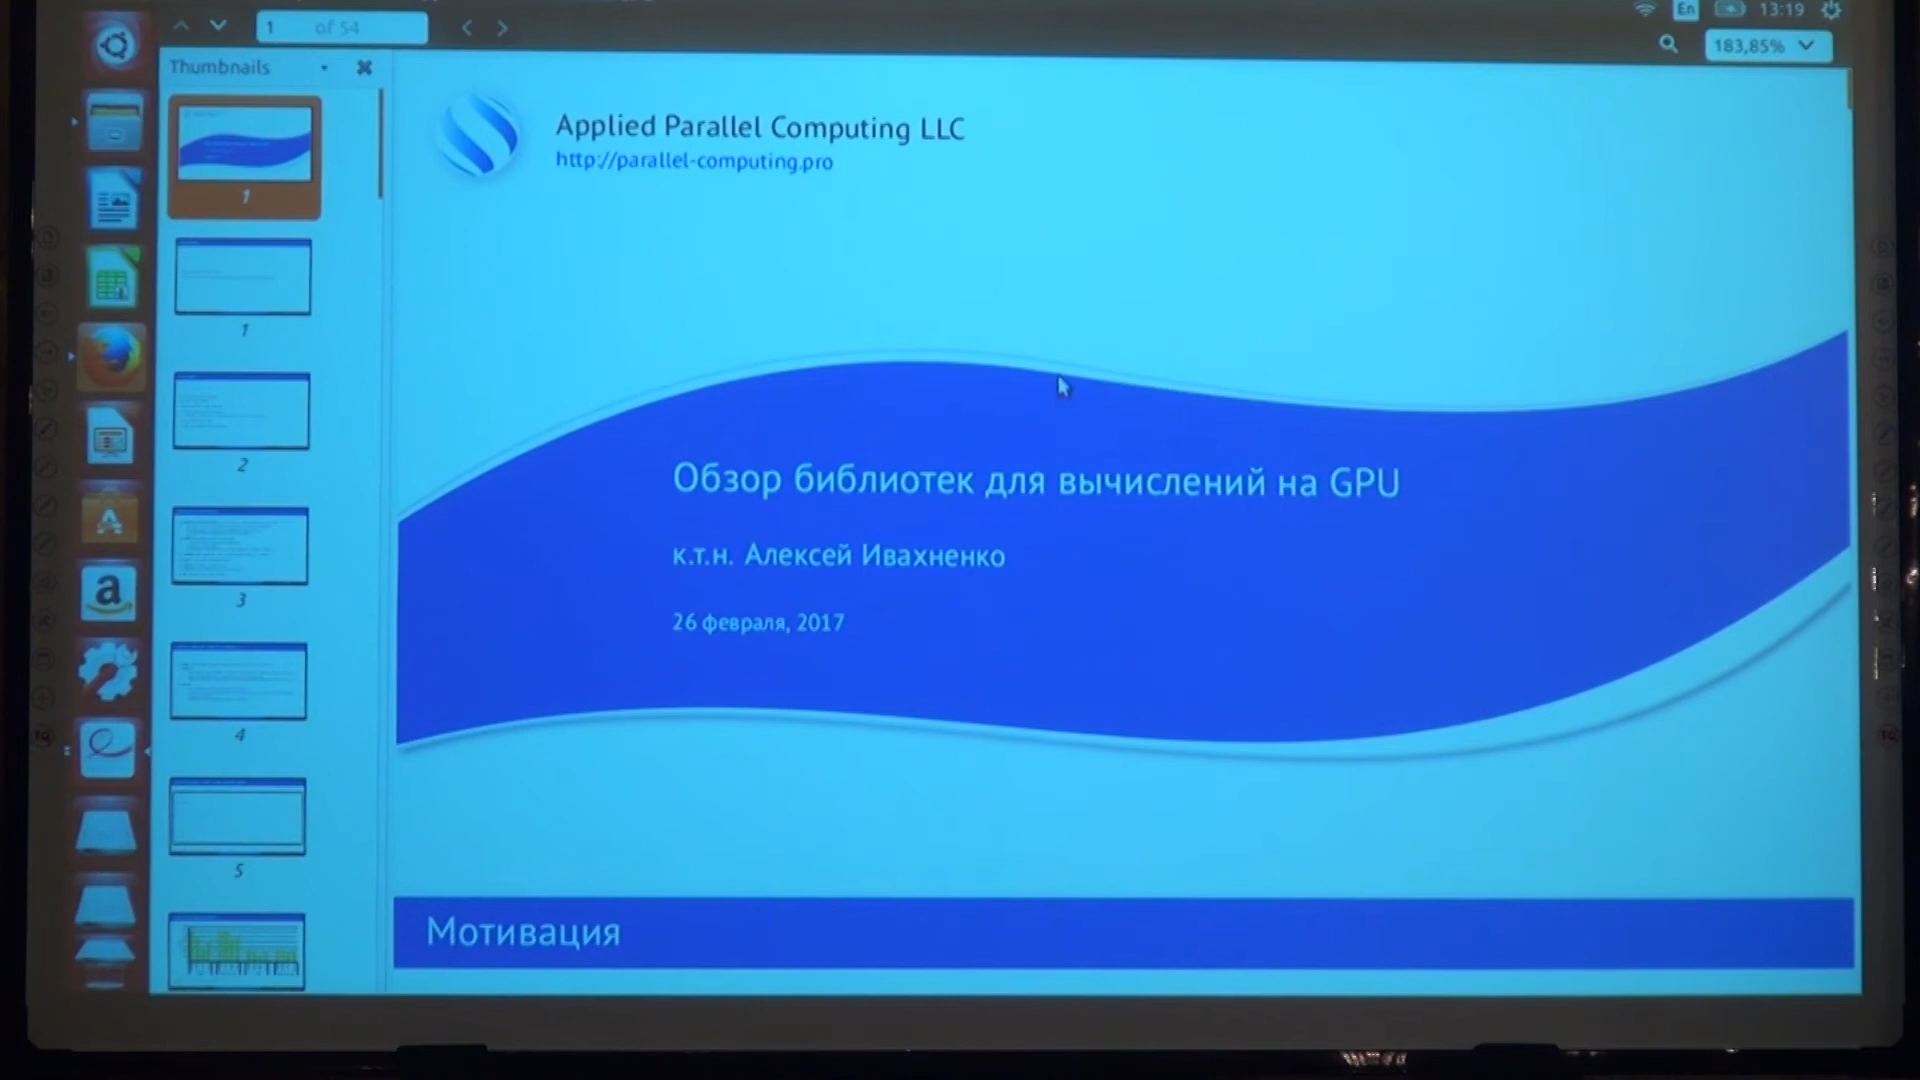 1 of 54
En
13:19
183,85%
Thumbnails
1
1
2
3
4
5
Applied Parallel Computing LLC
http://parallel-computing.pro
Обзор библиотек для вычислений на GPU
к.т.н. Алексей Ивахненко
26 февраля, 2017
Мотивация